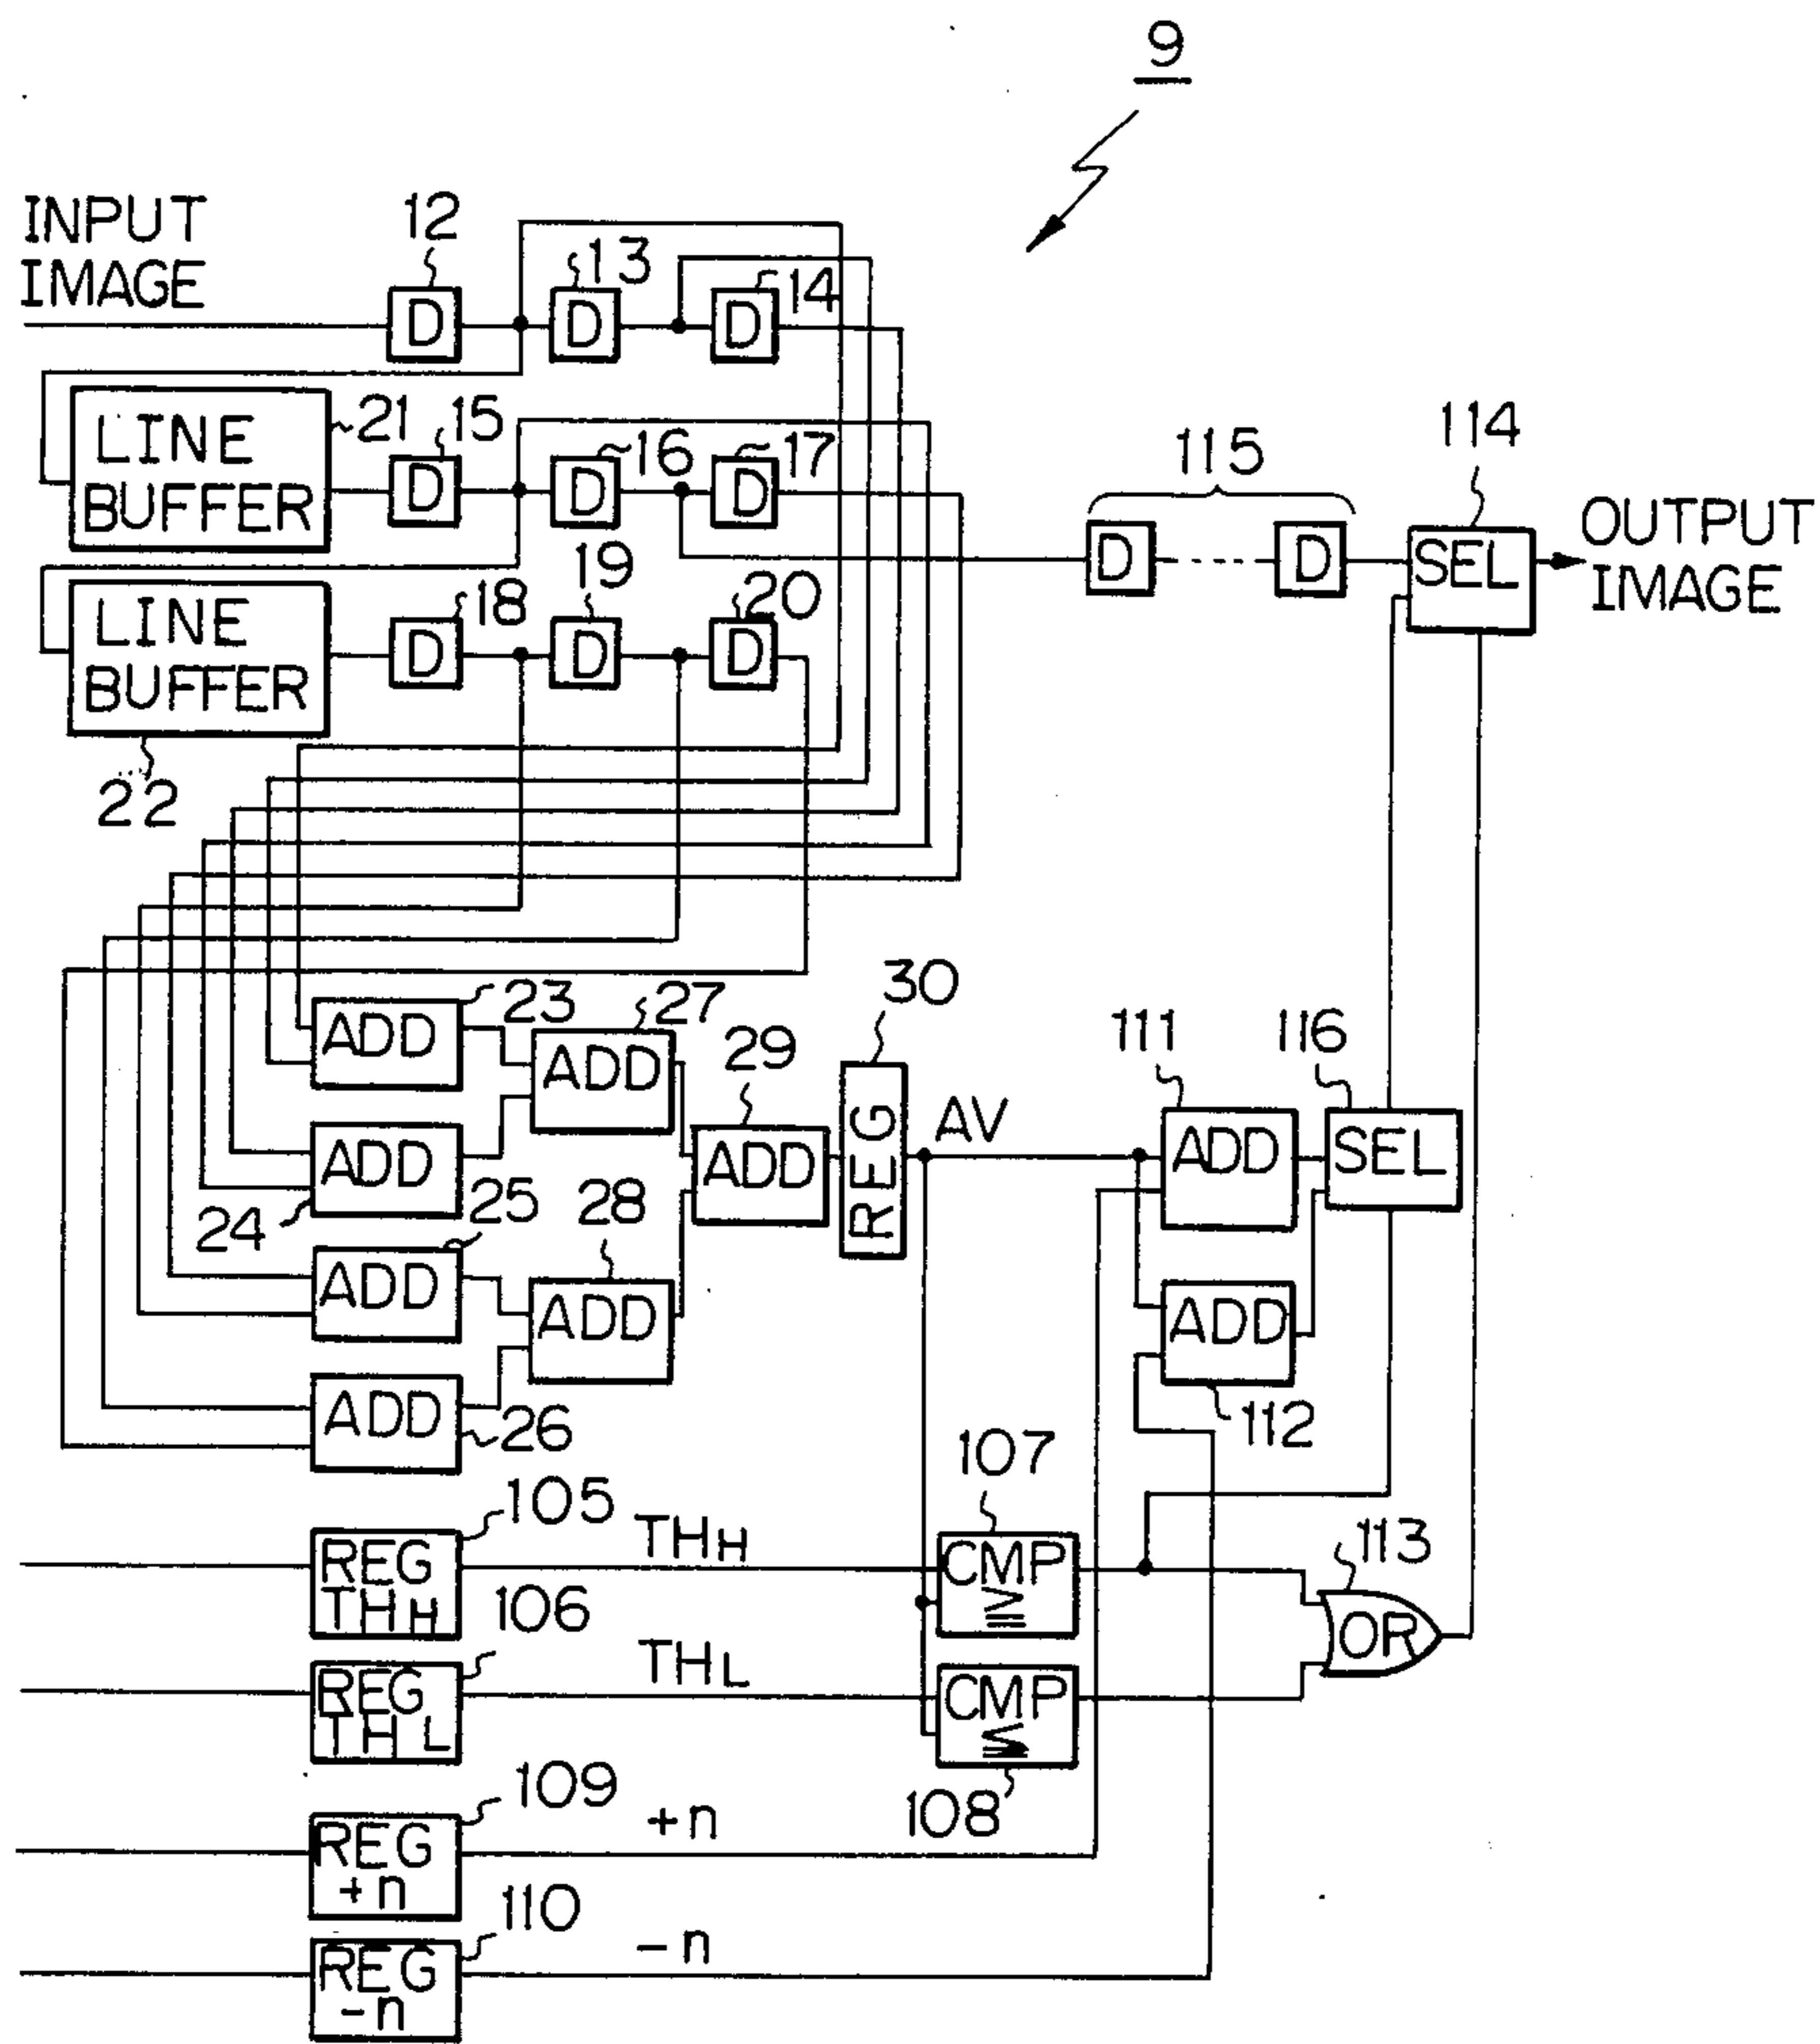 9
INPUT
IMAGE
12
13
14
D
D
D
LINE
BUFFER
21
15
16
17
D
D
D
115
114
D
D
SEL
OUTPUT
IMAGE
LINE
BUFFER
22
18
19
20
D
D
D
23
ADD
24
ADD
25
ADD
26
ADD
27
ADD
28
ADD
29
ADD
30
REG
AV
111
ADD
116
SEL
ADD
112
105
REG
THH
THH
107
CMP
≧
113
OR
106
REG
THL
THL
CMP
≦
108
109
REG
+n
+n
110
REG
-n
-n